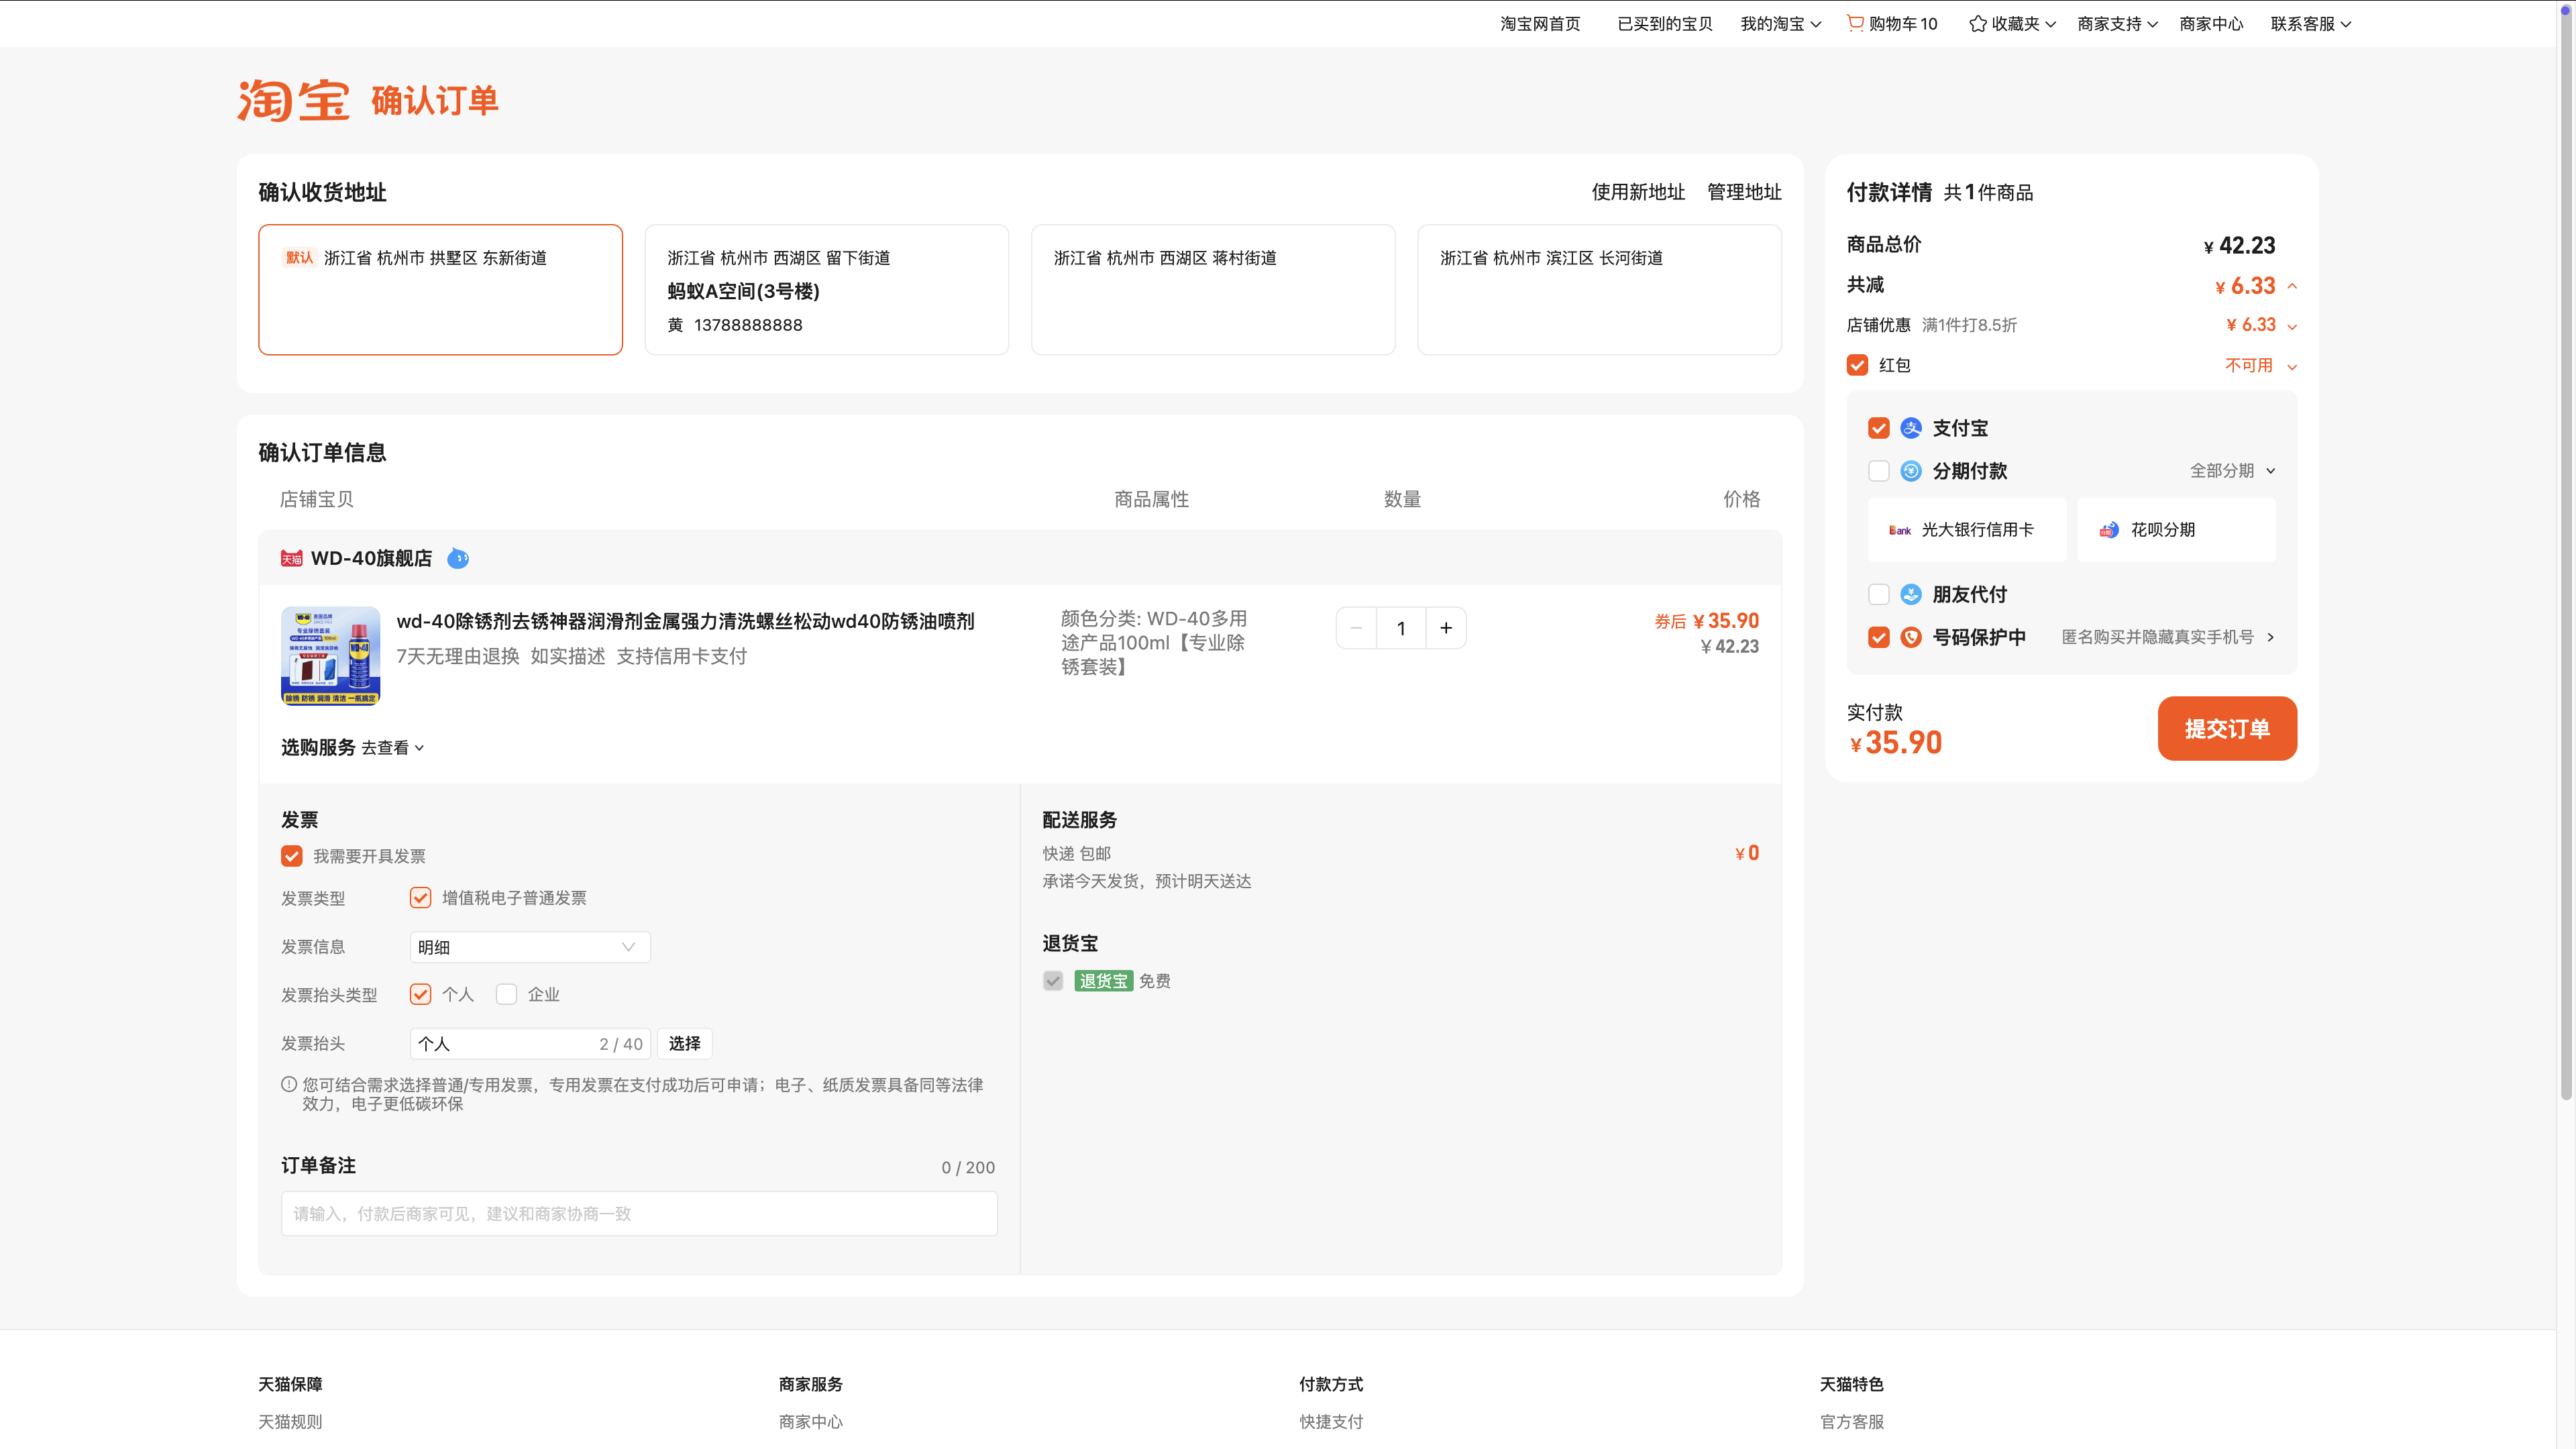 淘宝网首页 已买到的宝贝 我的淘宝 购物车10 收藏夹 商家支持 商家中心 联系客服
淘宝 确认订单
确认收货地址 使用新地址 管理地址
默认 浙江省 杭州市 拱墅区 东新街道
浙江省 杭州市 西湖区 留下街道
蚂蚁A空间(3号楼)
黄 13788888888
浙江省 杭州市 西湖区 蒋村街道
浙江省 杭州市 滨江区 长河街道
确认订单信息
店铺宝贝 商品属性 数量 价格
天猫 WD-40旗舰店
wd-40除锈剂去锈神器润滑剂金属强力清洗螺丝松动wd40防锈油喷剂
7天无理由退换 如实描述 支持信用卡支付
颜色分类: WD-40多用
途产品100ml【专业除
锈套装】
1
券后 ¥35.90
¥42.23
专业除锈套装
除锈 防锈 润滑 清洁 一瓶搞定
选购服务 去查看
发票
我需要开具发票
发票类型 增值税电子普通发票
发票信息 明细
发票抬头类型 个人 企业
发票抬头 个人 2 / 40 选择
您可结合需求选择普通/专用发票，专用发票在支付成功后可申请；电子、纸质发票具备同等法律
效力，电子更低碳环保
订单备注 0 / 200
请输入，付款后商家可见，建议和商家协商一致
配送服务
快递 包邮 ¥0
承诺今天发货，预计明天送达
退货宝
退货宝 免费
付款详情 共1件商品
商品总价 ¥42.23
共减 ¥6.33
店铺优惠 满1件打8.5折 ¥6.33
红包 不可用
支付宝
分期付款 全部分期
Bank 光大银行信用卡 花呗分期
朋友代付
号码保护中 匿名购买并隐藏真实手机号
实付款
¥35.90
提交订单
天猫保障 商家服务 付款方式 天猫特色
天猫规则 商家中心 快捷支付 官方客服